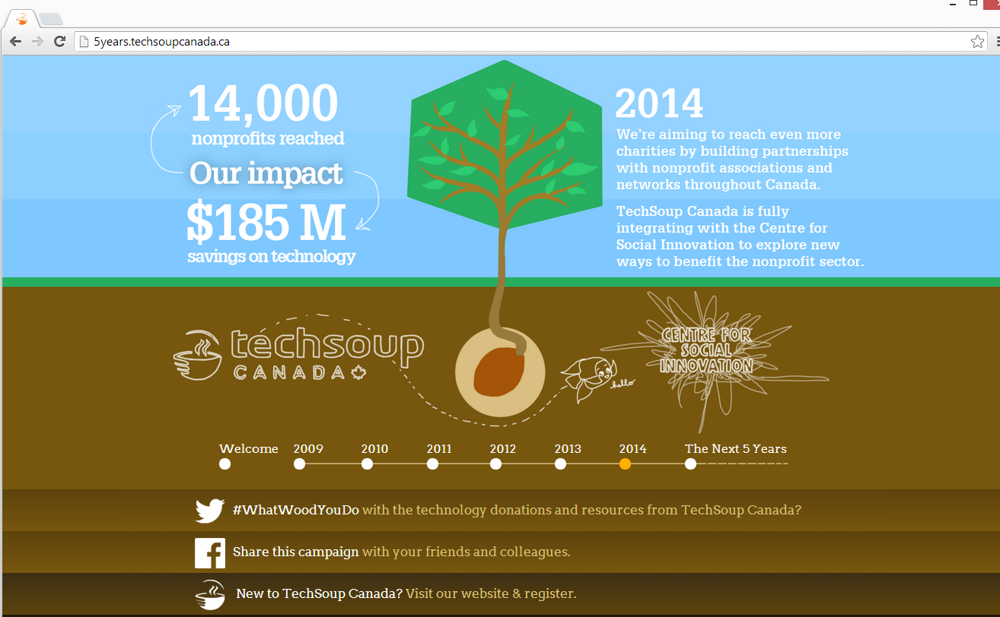 5years.techsoupcanada.ca
14,000
nonprofits reached
Our impact
$185 M
savings on technology
2014
We're aiming to reach even more
charities by building partnerships
with nonprofit associations and
networks throughout Canada.
TechSoup Canada is fully
integrating with the Centre for
Social Innovation to explore new
ways to benefit the nonprofit sector.
techsoup
CANADA
hello
CENTRE FOR
SOCIAL
INNOVATION
Welcome 2009 2010 2011 2012 2013 2014 The Next 5 Years
#WhatWoodYouDo with the technology donations and resources from TechSoup Canada?
Share this campaign with your friends and colleagues.
New to TechSoup Canada? Visit our website & register.